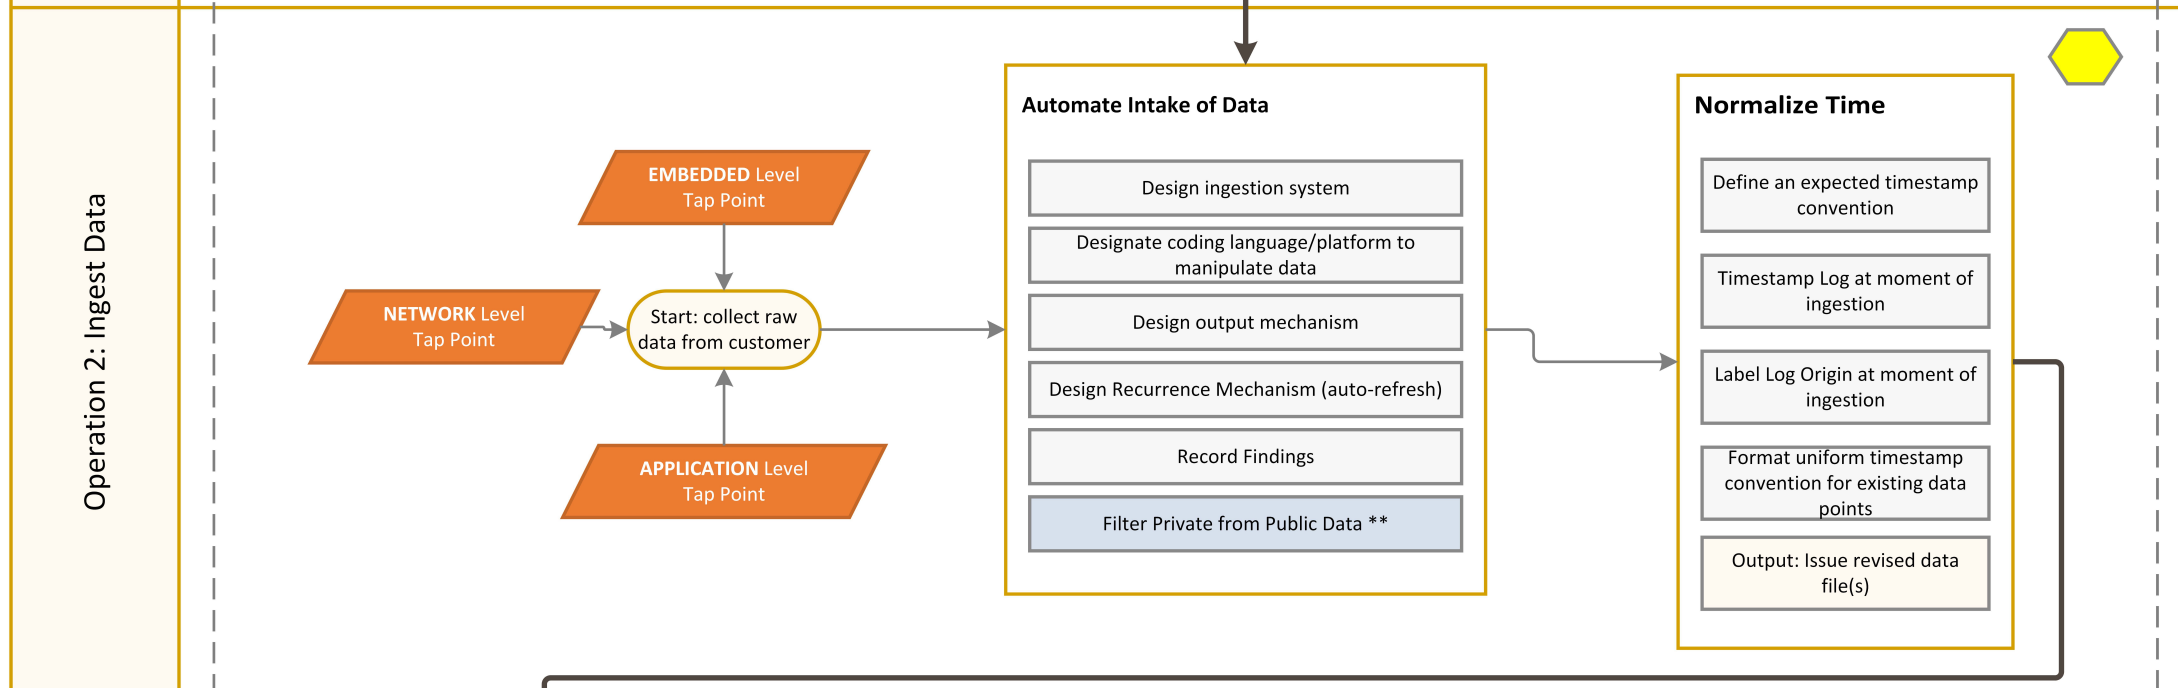 Operation 2: Ingest Data
EMBEDDED Level
Tap Point
NETWORK Level
Tap Point
Start: collect raw
data from customer
APPLICATION Level
Tap Point
Automate Intake of Data
Design ingestion system
Designate coding language/platform to
manipulate data
Design output mechanism
Design Recurrence Mechanism (auto-refresh)
Record Findings
Filter Private from Public Data **
Normalize Time
Define an expected timestamp
convention
Timestamp Log at moment of
ingestion
Label Log Origin at moment of
ingestion
Format uniform timestamp
convention for existing data
points
Output: Issue revised data
file(s)